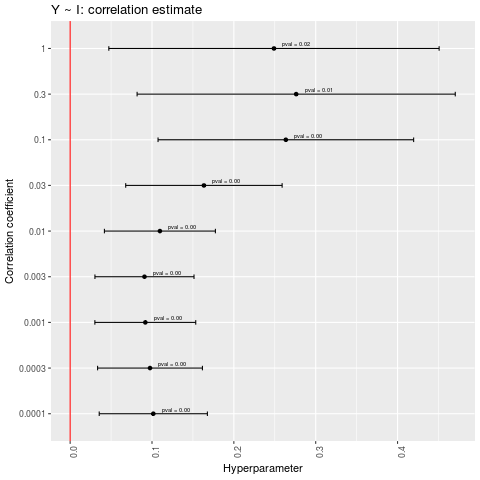 Y ~ I: correlation estimate
Correlation coefficient
1
pval = 0.02
0.3
pval = 0.01
0.1
pval = 0.00
0.03
pval = 0.00
0.01
pval = 0.00
0.003
pval = 0.00
0.001
pval = 0.00
0.0003
pval = 0.00
0.0001
pval = 0.00
0.0
0.1
0.2
0.3
0.4
Hyperparameter